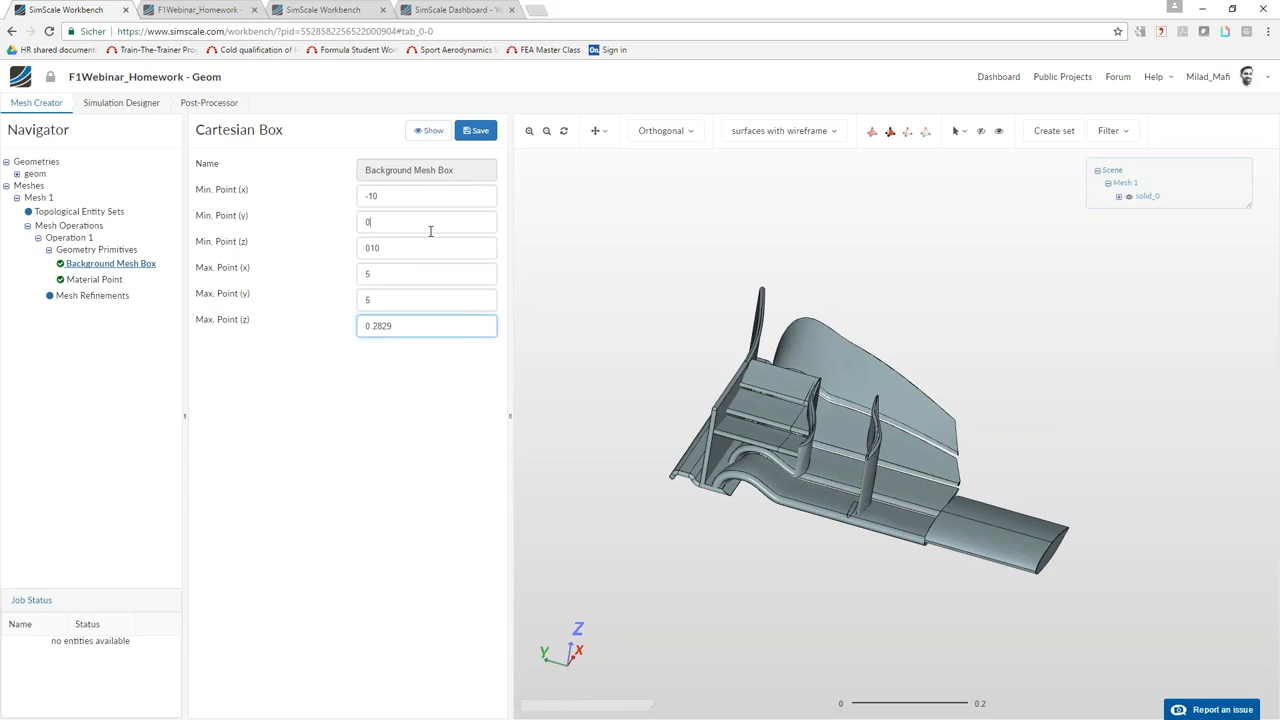 SimScale Workbench
F1Webinar_Homework -
SimScale Workbench
SimScale Dashboard - Yo
Sicher
https://www.simscale.com/workbench/?pid=5528582256522000904#tab_0-0
HR shared document:
Train-The-Trainer Prog
Cold qualification of
Formula Student Wor
Sport Aerodynamics
FEA Master Class
On
Sign in
F1Webinar_Homework - Geom
Dashboard
Public Projects
Forum
Help
Milad_Mafi
Mesh Creator
Simulation Designer
Post-Processor
Navigator
Cartesian Box
Show
Save
Orthogonal
surfaces with wireframe
Create set
Filter
Geometries
geom
Meshes
Mesh 1
Topological Entity Sets
Mesh Operations
Operation 1
Geometry Primitives
Background Mesh Box
Material Point
Mesh Refinements
Name
Background Mesh Box
Min. Point (x)
-10
Min. Point (y)
0
Min. Point (z)
010
Max. Point (x)
5
Max. Point (y)
5
Max. Point (z)
0.2829
Scene
Mesh 1
solid_0
Job Status
Name
Status
no entities available
Z
Y
X
0
0.2
Report an issue